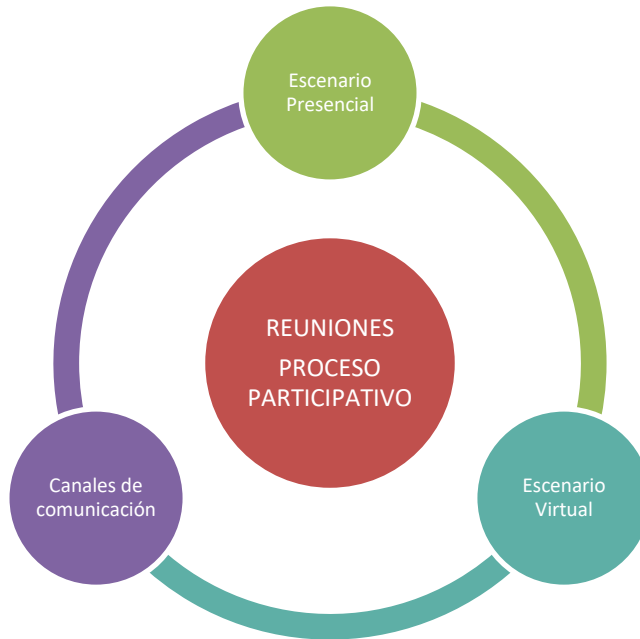 Escenario
Presencial
REUNIONES
PROCESO
PARTICIPATIVO
Canales de
comunicación
Escenario
Virtual